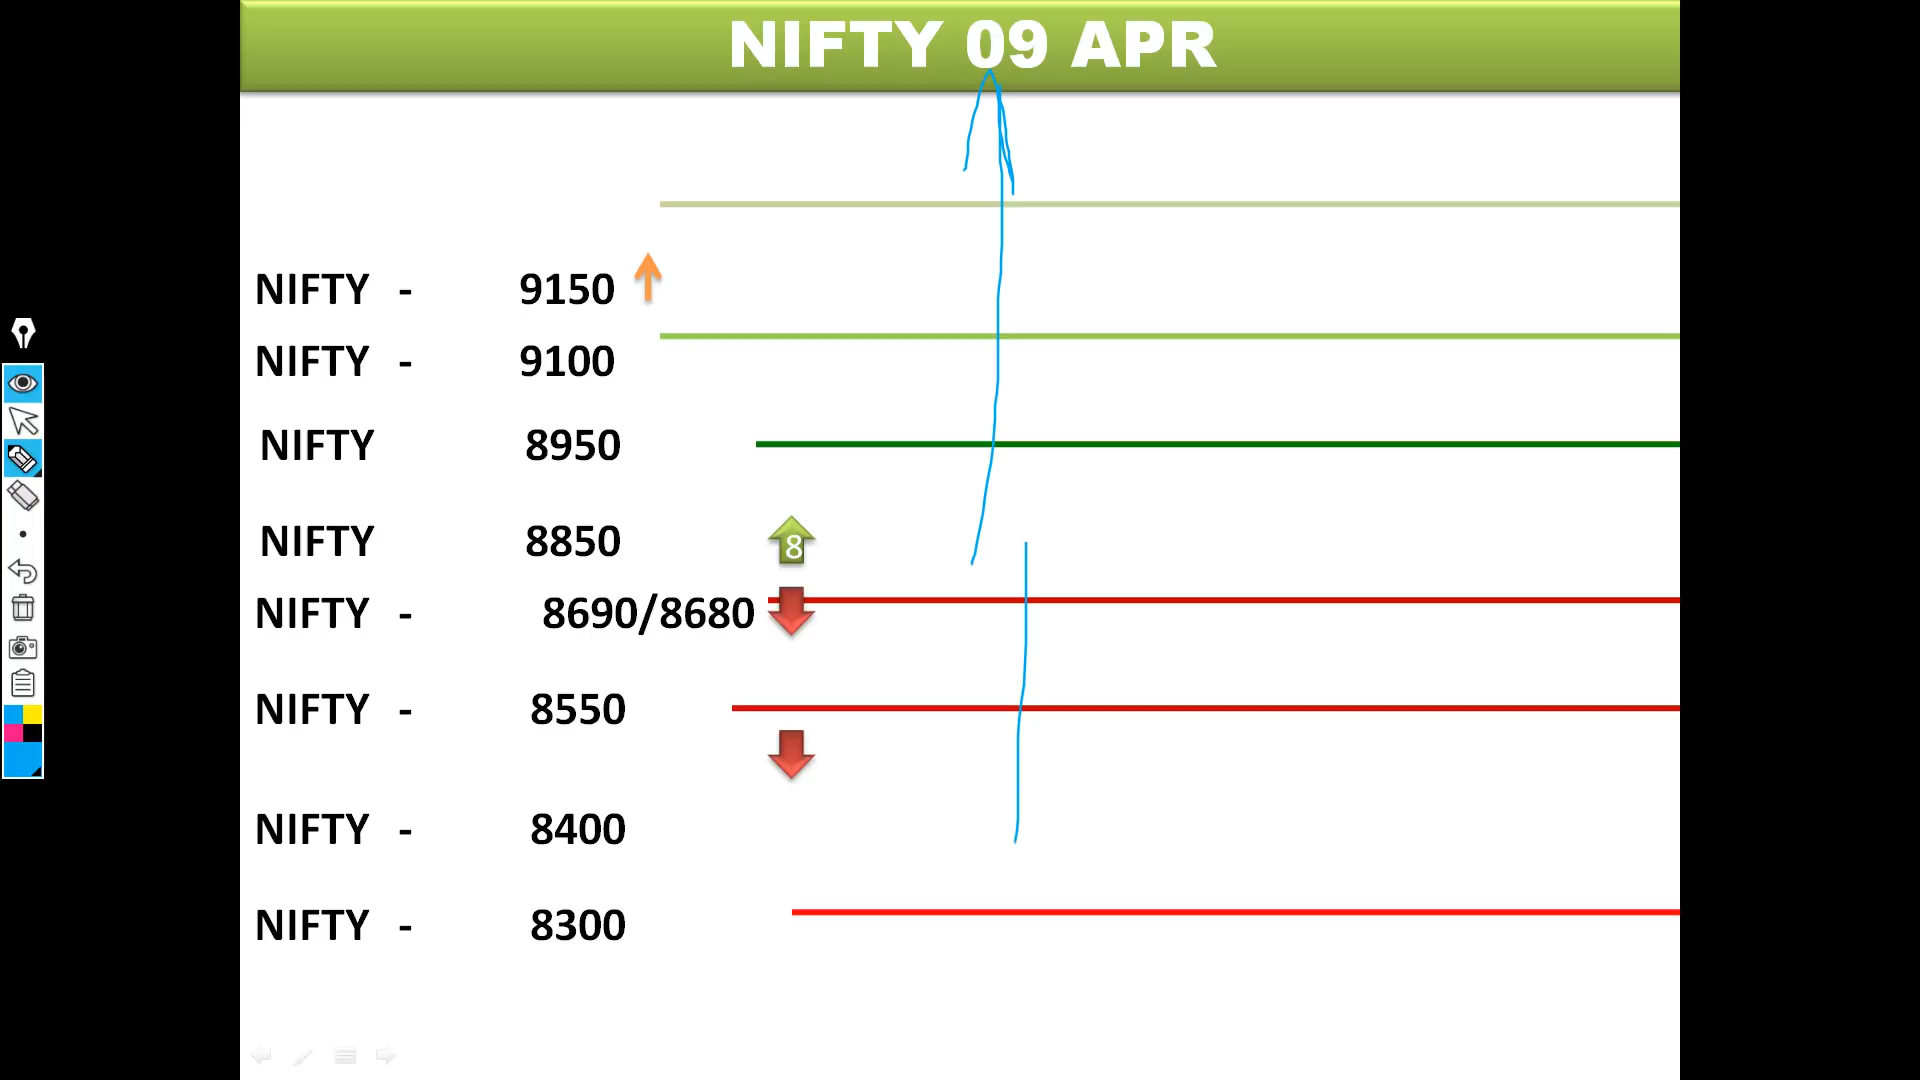 NIFTY 09 APR
NIFTY - 9150
NIFTY - 9100
NIFTY 8950
NIFTY 8850 8
NIFTY - 8690/8680
NIFTY - 8550
NIFTY - 8400
NIFTY - 8300